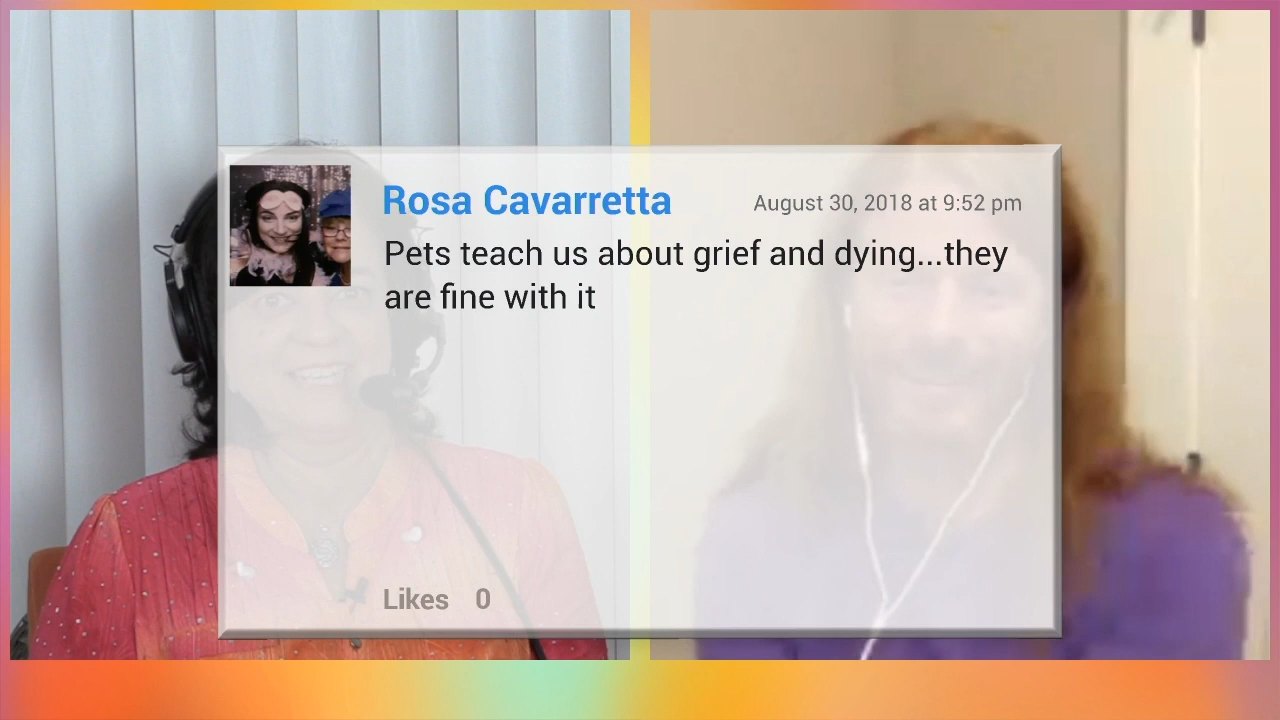 Rosa Cavarretta
August 30, 2018 at 9:52 pm
Pets teach us about grief and dying...they
are fine with it
Likes 0